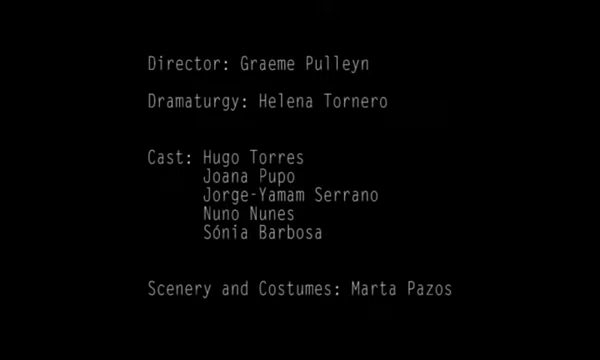 Director: Graeme Pulleyn
Dramaturgy: Helena Tornero
Cast: Hugo Torres
Joana Pupo
Jorge-Yamam Serrano
Nuno Nunes
Sónia Barbosa
Scenery and Costumes: Marta Pazos